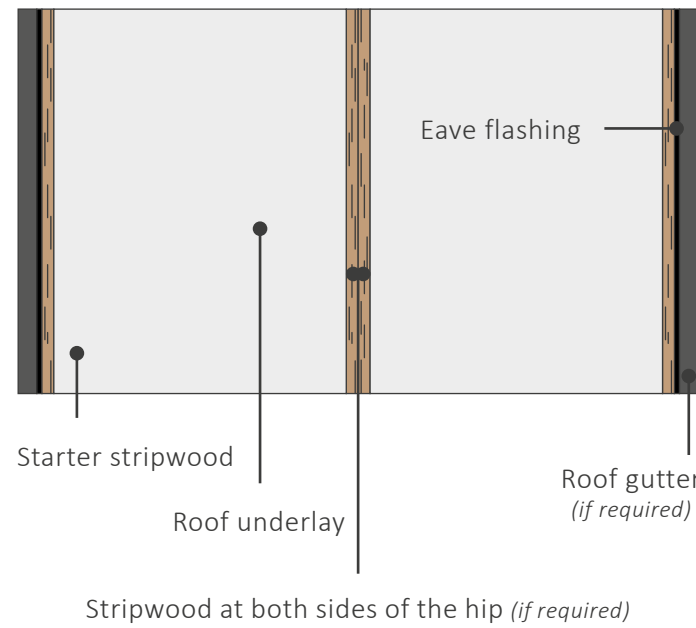 Eave flashing
Starter stripwood
Roof underlay
Roof gutter
(if required)
Stripwood at both sides of the hip (if required)